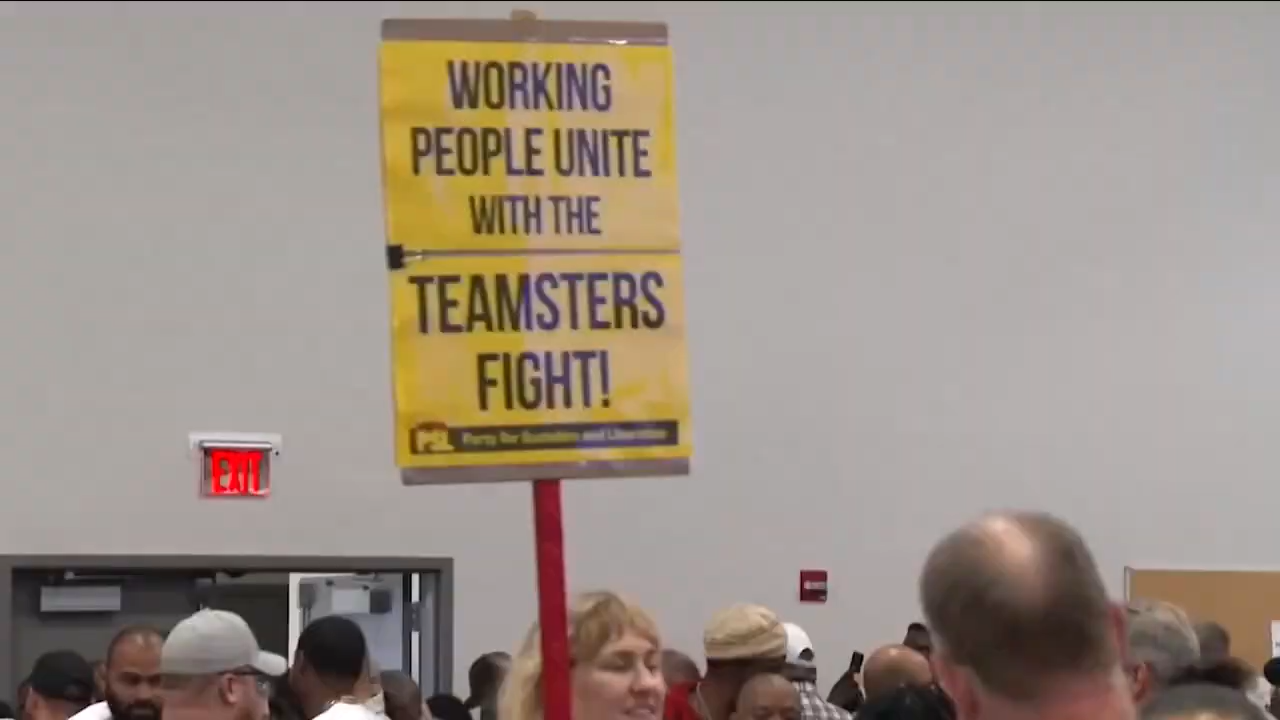 WORKING
PEOPLE UNITE
WITH THE
TEAMSTERS
FIGHT!
PSL Party for Socialism and Liberation
EXIT